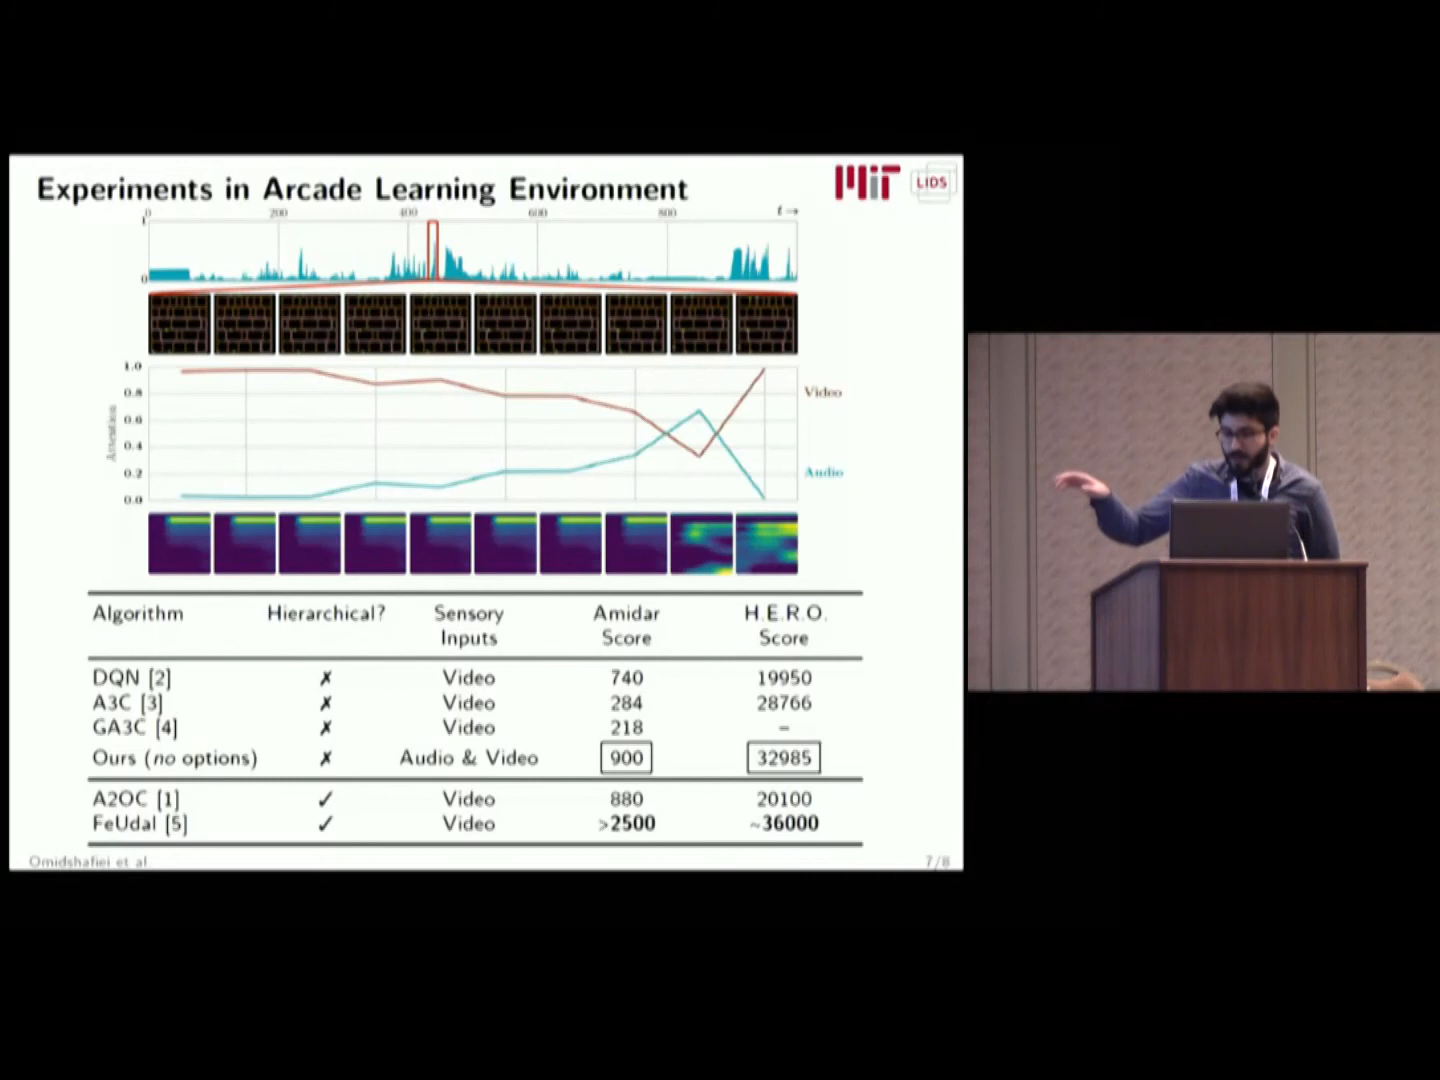 Experiments in Arcade Learning Environment
MiT
LIDS
0 200 400 600 800 t →
1
0
1.0
0.8
0.6
0.4
0.2
0.0
Attention
Video
Audio
Algorithm Hierarchical? Sensory Inputs Amidar Score H.E.R.O. Score
DQN [2] ✗ Video 740 19950
A3C [3] ✗ Video 284 28766
GA3C [4] ✗ Video 218 –
Ours (no options) ✗ Audio & Video 900 32985
A2OC [1] ✓ Video 880 20100
FeUdal [5] ✓ Video >2500 ~36000
Omidshafiei et al
7/8